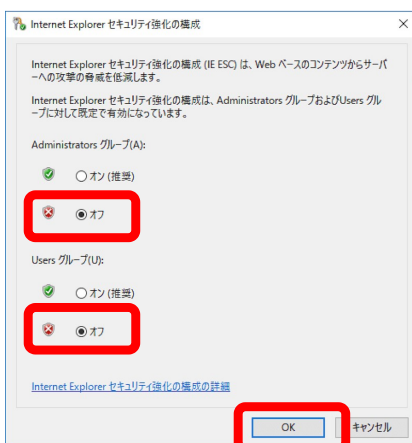 Internet Explorer セキュリティ強化の構成
Internet Explorer セキュリティ強化の構成 (IE ESC) は、Web ベースのコンテンツからサーバ
ーへの攻撃の脅威を低減します。
Internet Explorer セキュリティ強化の構成は、Administrators グループおよびUsers グル
ープに対して既定で有効になっています。
Administrators グループ(A):
オン (推奨)
オフ
Users グループ(U):
オン (推奨)
オフ
Internet Explorer セキュリティ強化の構成の詳細
OK
キャンセル